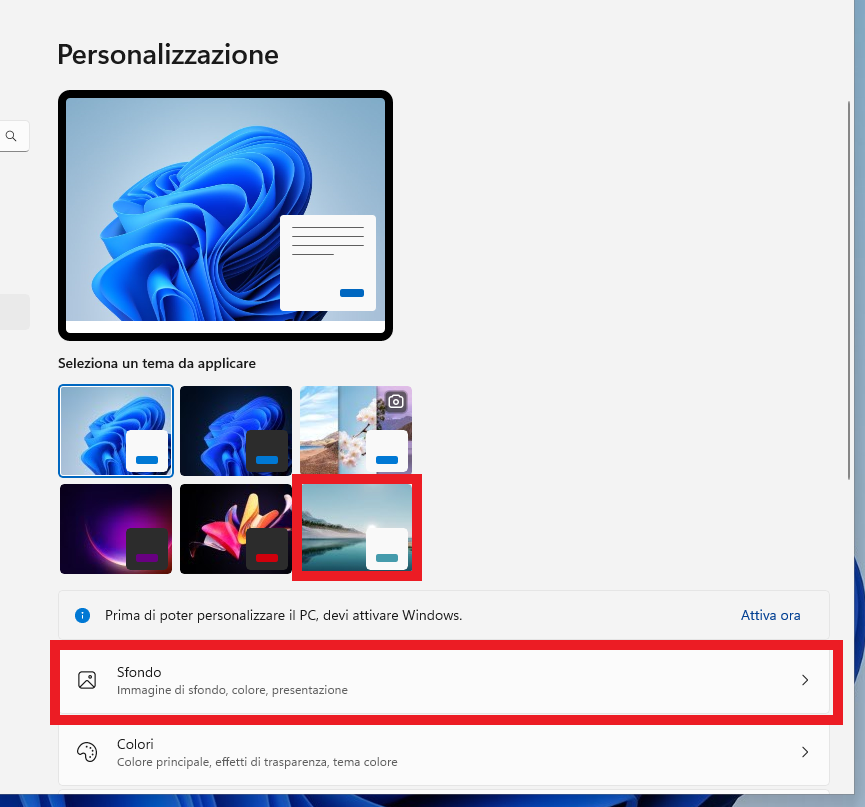 Personalizzazione
Seleziona un tema da applicare
Prima di poter personalizzare il PC, devi attivare Windows.
Attiva ora
Sfondo
Immagine di sfondo, colore, presentazione
Colori
Colore principale, effetti di trasparenza, tema colore